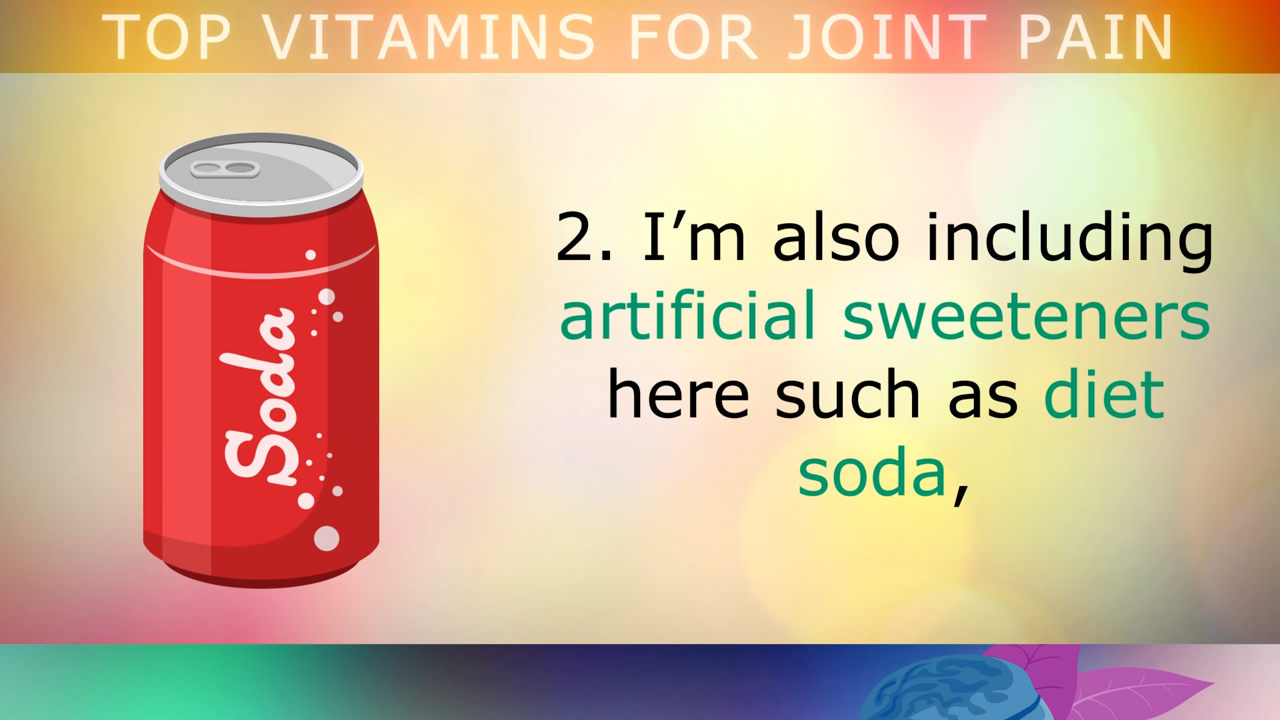 TOP VITAMINS FOR JOINT PAIN
Soda
2. I’m also including
artificial sweeteners
here such as diet
soda,